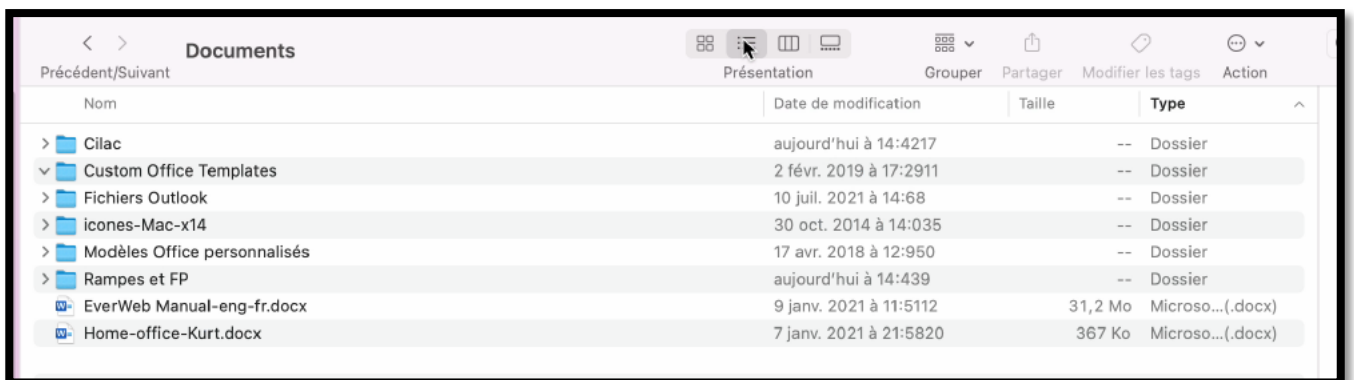 Documents
Précédent/Suivant Présentation Grouper Partager Modifier les tags Action
Nom Date de modification Taille Type
Cilac aujourd'hui à 14:4217 -- Dossier
Custom Office Templates 2 févr. 2019 à 17:2911 -- Dossier
Fichiers Outlook 10 juil. 2021 à 14:68 -- Dossier
icones-Mac-x14 30 oct. 2014 à 14:035 -- Dossier
Modèles Office personnalisés 17 avr. 2018 à 12:950 -- Dossier
Rampes et FP aujourd'hui à 14:439 -- Dossier
EverWeb Manual-eng-fr.docx 9 janv. 2021 à 11:5112 31,2 Mo Microso...(.docx)
Home-office-Kurt.docx 7 janv. 2021 à 21:5820 367 Ko Microso...(.docx)